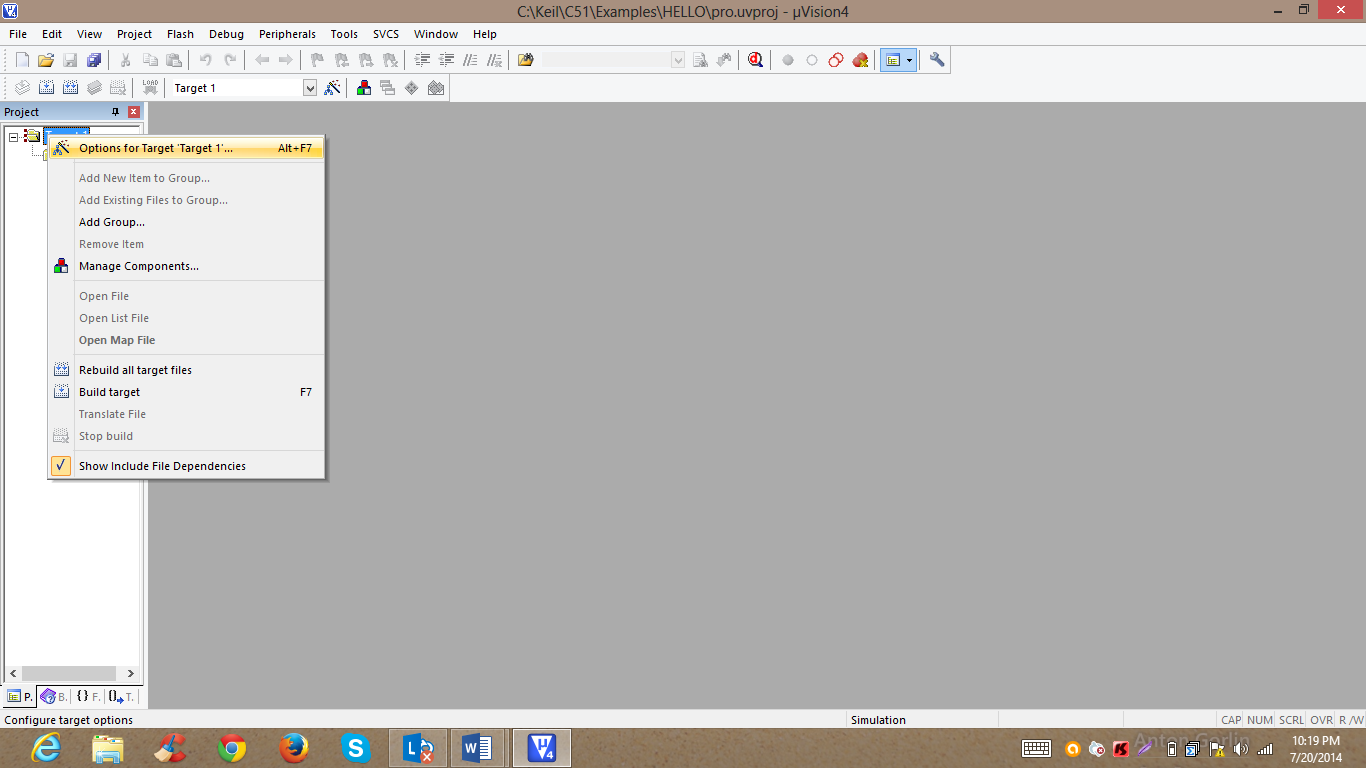 C:\Keil\C51\Examples\HELLO\pro.uvproj - µVision4
File Edit View Project Flash Debug Peripherals Tools SVCS Window Help
LOAD Target 1
Project
Options for Target 'Target 1'... Alt+F7
Add New Item to Group...
Add Existing Files to Group...
Add Group...
Remove Item
Manage Components...
Open File
Open List File
Open Map File
Rebuild all target files
Build target F7
Translate File
Stop build
Show Include File Dependencies
P. B. {} F. T.
Configure target options Simulation CAP NUM SCRL OVR R /W
Anton Gorlin
10:19 PM
7/20/2014